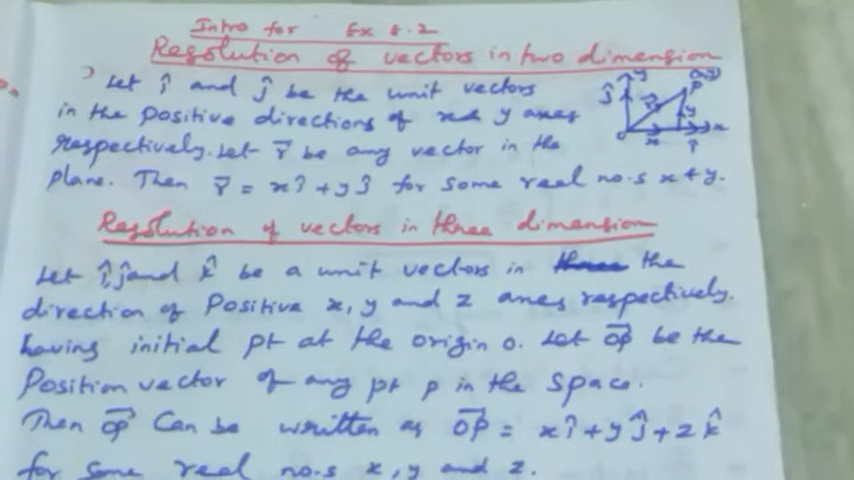 Intro for Ex 8.2
Resolution of vectors in two dimension
Let î and ĵ be the unit vectors
in the positive directions of x & y axes
respectively. Let r⃗ be any vector in the
plane. Then r⃗ = xî + yĵ for some real no.s x & y.
ĵ y (x,y) P
r⃗ y
O x î x
Resolution of vectors in three dimension
Let î, ĵ and k̂ be a unit vectors in the
direction of Positive x, y and z axes respectively.
having initial pt at the origin o. Let OP⃗ be the
Position vector of any pt p in the space.
Then OP⃗ can be written as OP⃗ = xî + yĵ + zk̂
for some real no.s x, y and z.